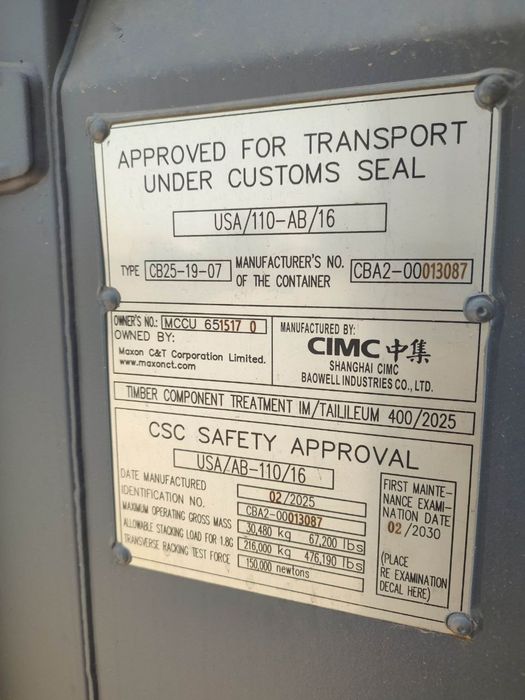 APPROVED FOR TRANSPORT
UNDER CUSTOMS SEAL
USA/110-AB/16
TYPE CB25-19-07 MANUFACTURER'S NO. OF THE CONTAINER CBA2-00013087
OWNER'S NO.: MCCU 651517 0
OWNED BY:
Maxon C&T Corporation Limited.
www.maxonct.com
MANUFACTURED BY:
CIMC 中集
SHANGHAI CIMC
BAOWELL INDUSTRIES CO., LTD.
TIMBER COMPONENT TREATMENT IM/TAILILEUM 400/2025
CSC SAFETY APPROVAL
USA/AB-110/16
DATE MANUFACTURED 02/2025
IDENTIFICATION NO. CBA2-00013087
MAXIMUM OPERATING GROSS MASS 30,480 kg 67,200 lbs
ALLOWABLE STACKING LOAD FOR 1.8G 216,000 kg 476,190 lbs
TRANSVERSE RACKING TEST FORCE 150,000 newtons
FIRST MAINTE-
NANCE EXAMI-
NATION DATE
02/2030
(PLACE
RE EXAMINATION
DECAL HERE)